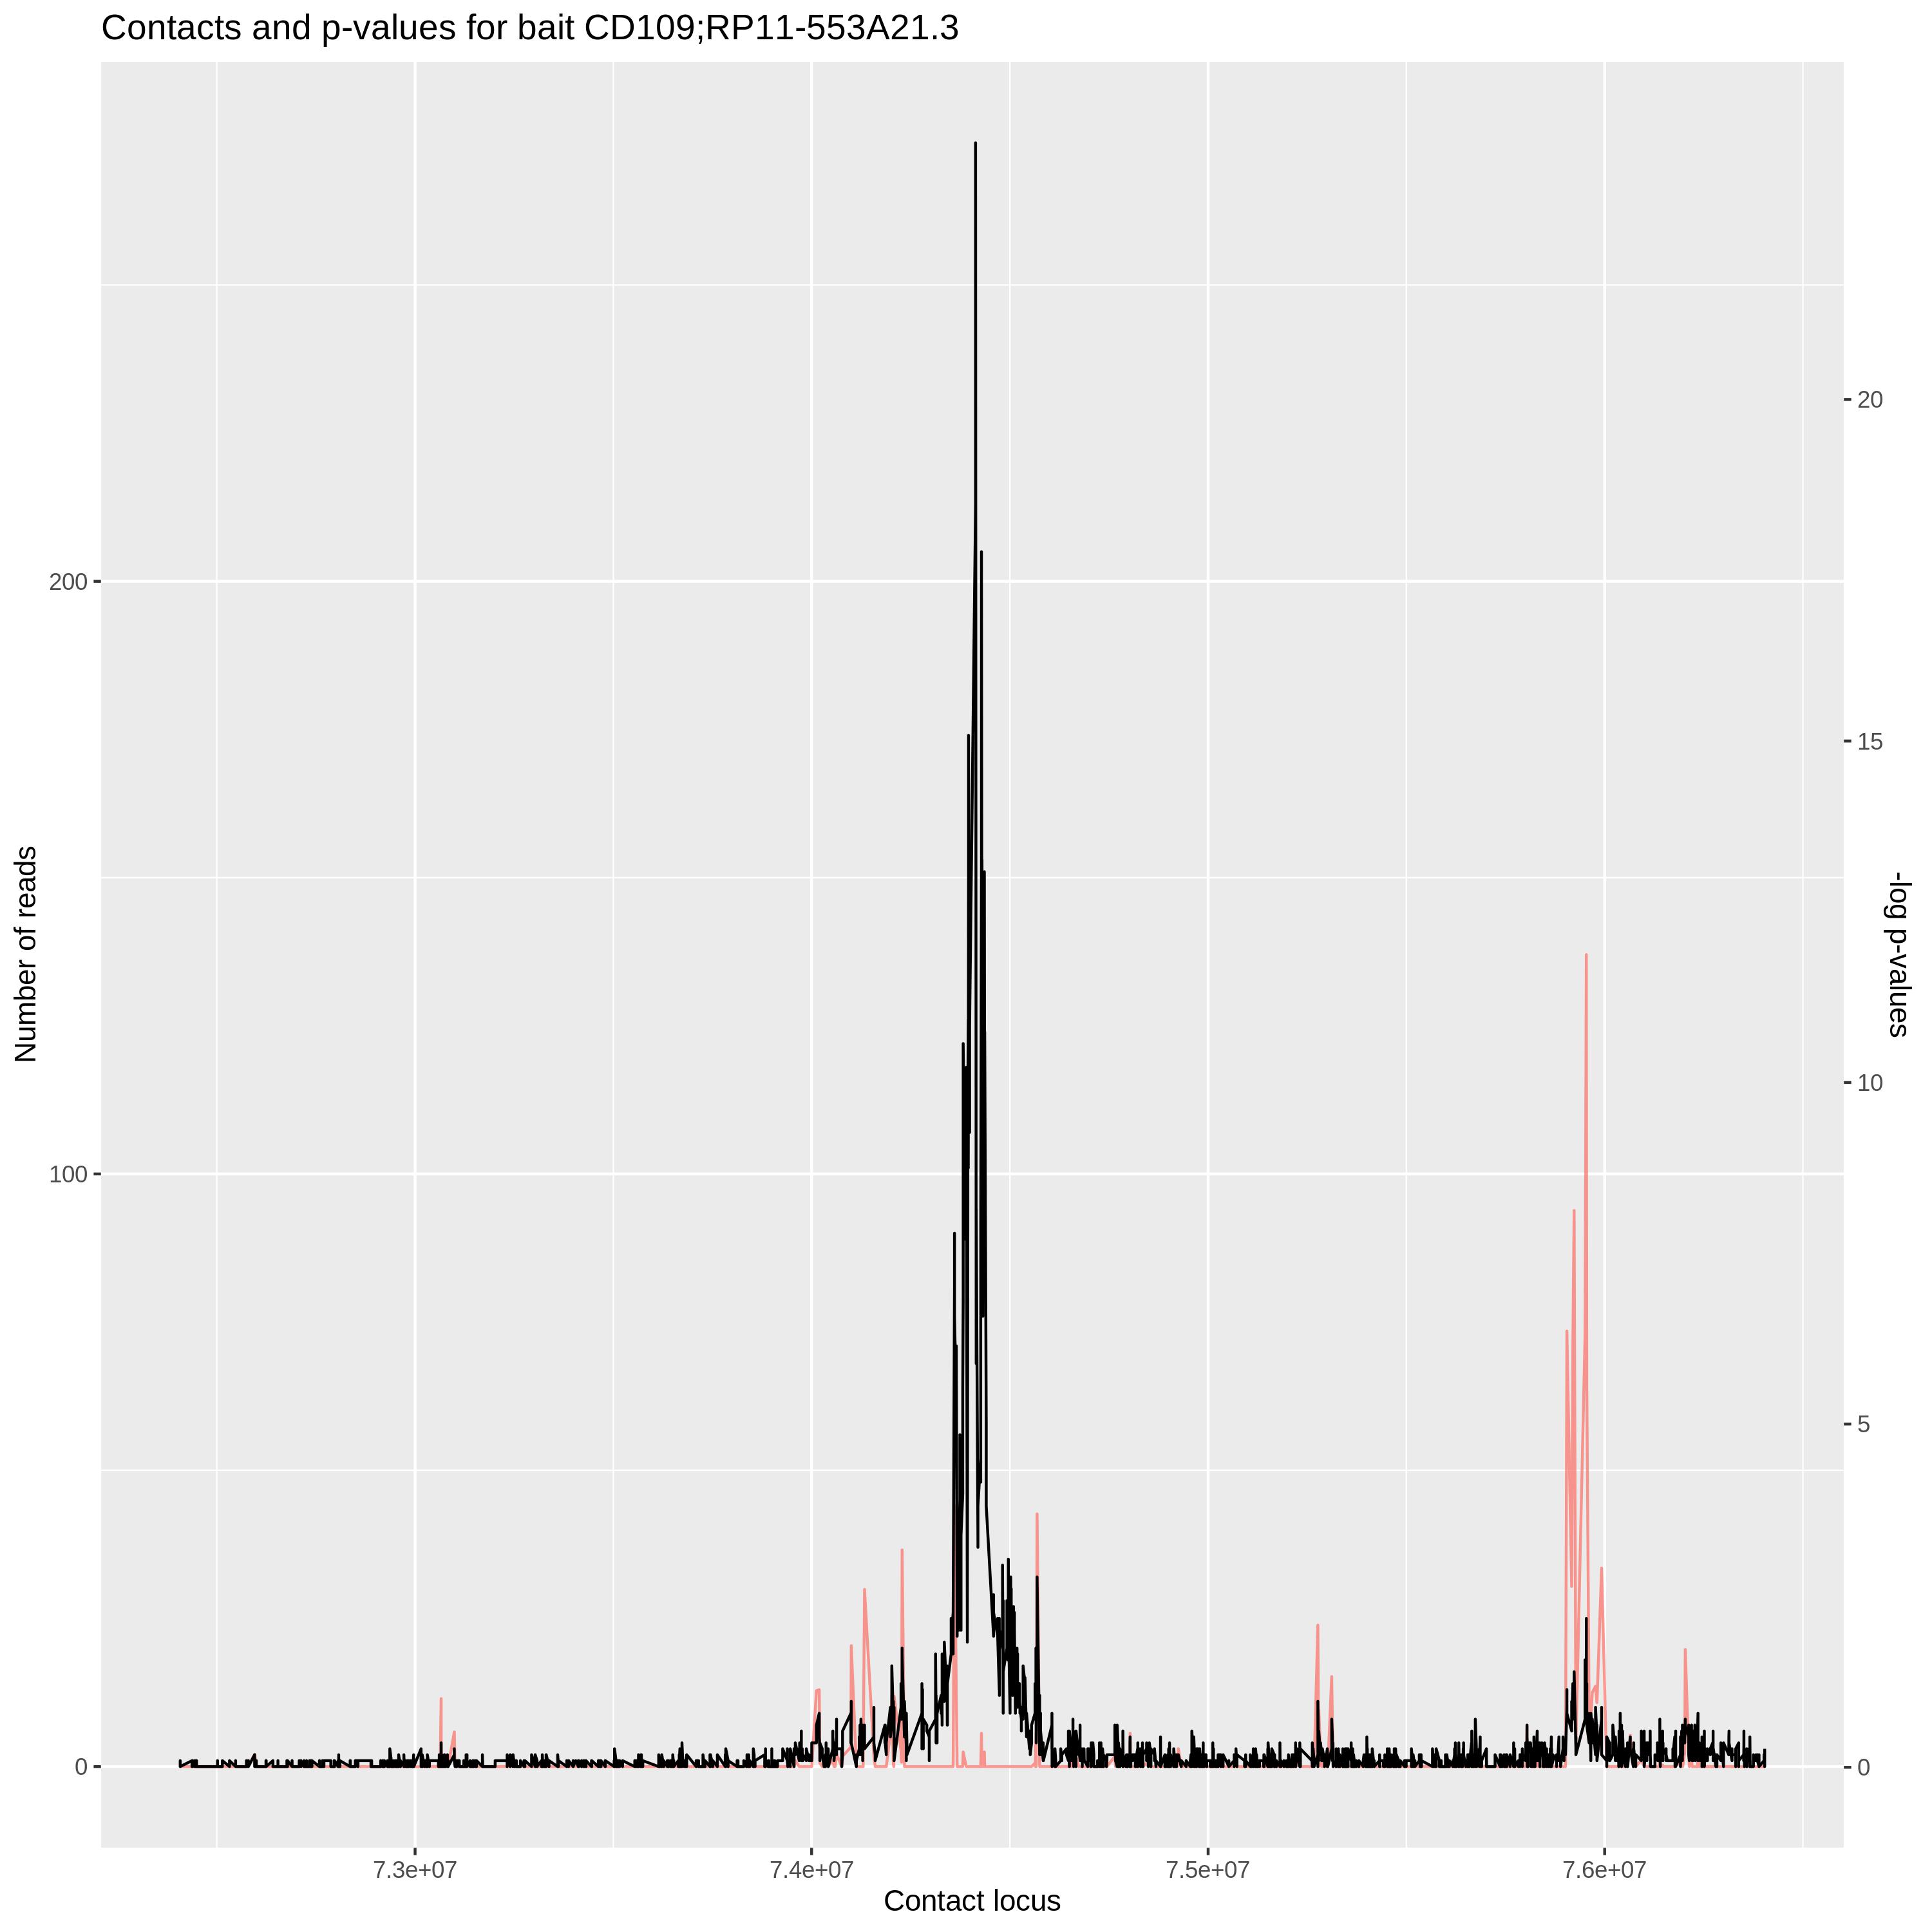 Contacts and p-values for bait CD109;RP11-553A21.3
Number of reads
200
100
0
20
15
10
5
0
-log p-values
7.3e+07
7.4e+07
7.5e+07
7.6e+07
Contact locus